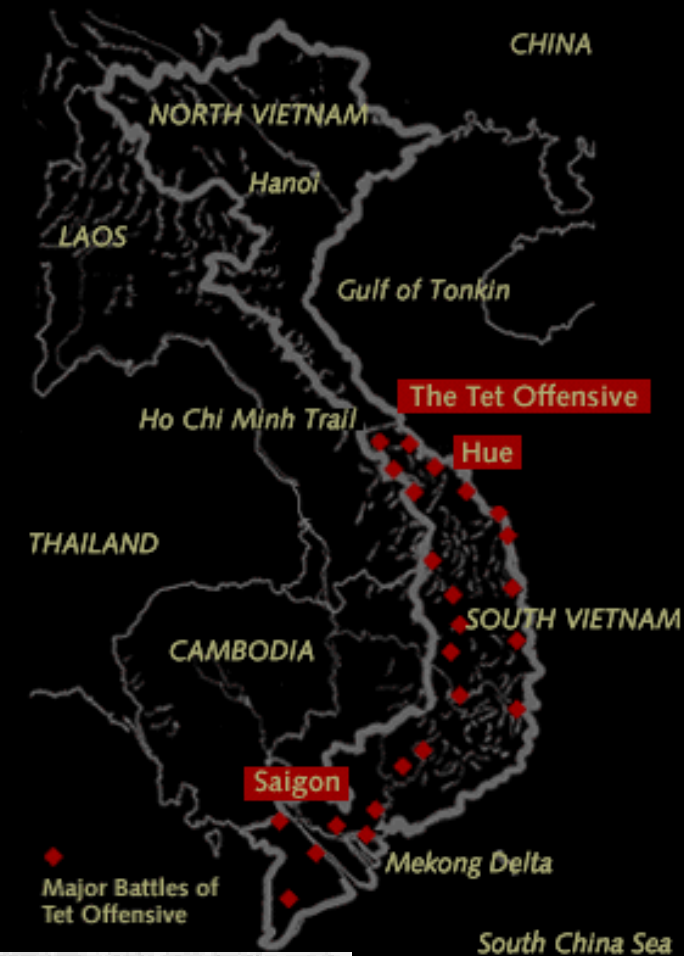 CHINA
NORTH VIETNAM
Hanoi
LAOS
Gulf of Tonkin
The Tet Offensive
Ho Chi Minh Trail
Hue
THAILAND
SOUTH VIETNAM
CAMBODIA
Saigon
Mekong Delta
Major Battles of
Tet Offensive
South China Sea